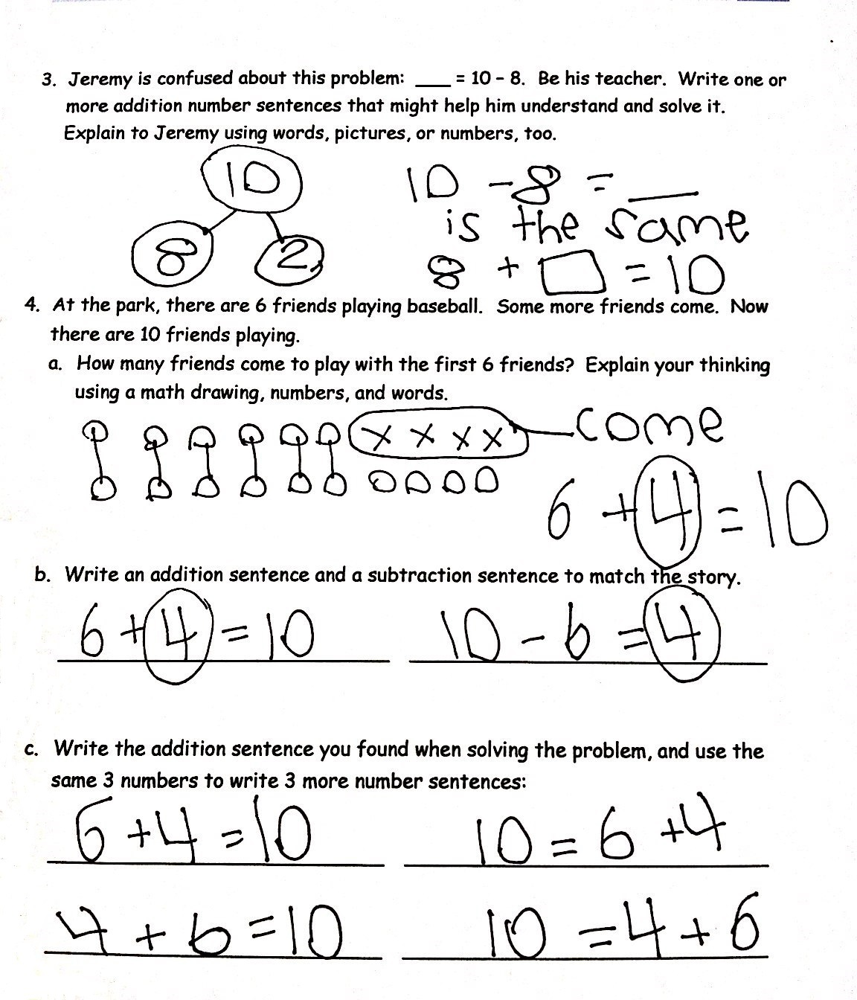 3. Jeremy is confused about this problem: ___ = 10 – 8. Be his teacher. Write one or
more addition number sentences that might help him understand and solve it.
Explain to Jeremy using words, pictures, or numbers, too.
10
8 2
10 - 8 = __
is the same
8 + □ = 10
4. At the park, there are 6 friends playing baseball. Some more friends come. Now
there are 10 friends playing.
a. How many friends come to play with the first 6 friends? Explain your thinking
using a math drawing, numbers, and words.
x x x x come
6 + 4 = 10
b. Write an addition sentence and a subtraction sentence to match the story.
6 + 4 = 10 10 - 6 = 4
c. Write the addition sentence you found when solving the problem, and use the
same 3 numbers to write 3 more number sentences:
6 + 4 = 10 10 = 6 + 4
4 + 6 = 10 10 = 4 + 6